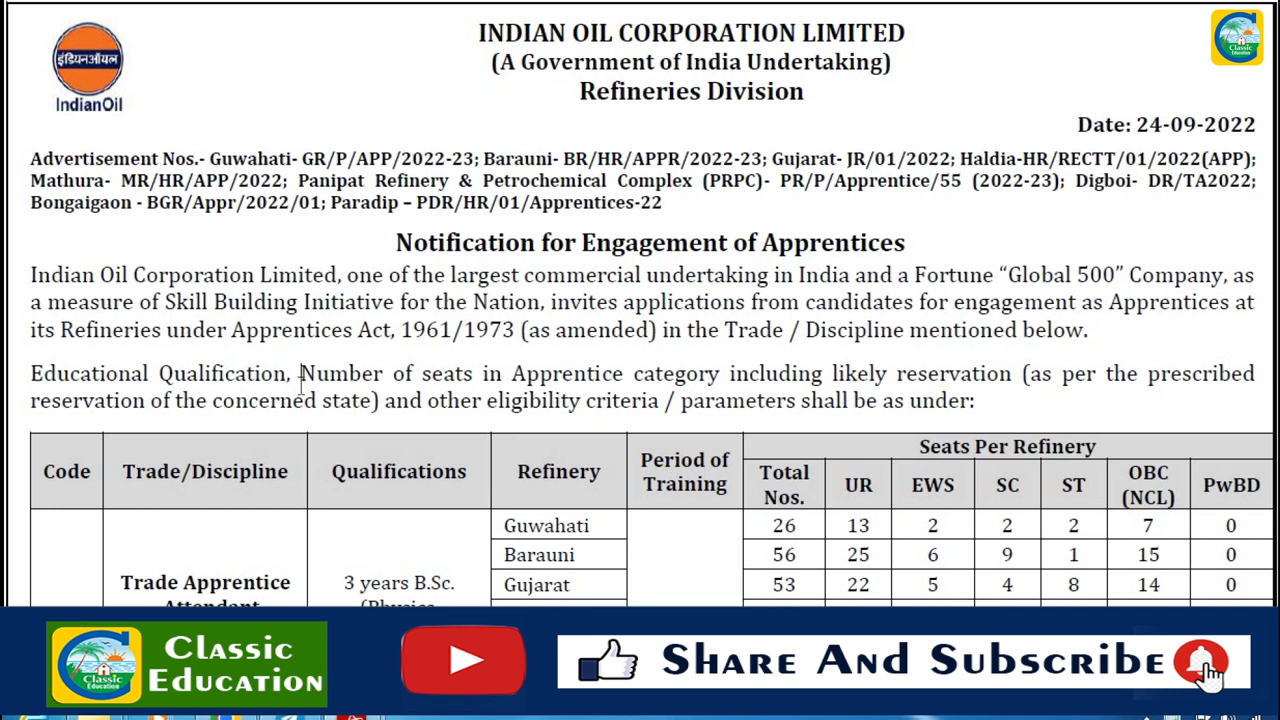 INDIAN OIL CORPORATION LIMITED
(A Government of India Undertaking)
Refineries Division
इंडियनऑयल
IndianOil
Classic
Education
Date: 24-09-2022
Advertisement Nos.- Guwahati- GR/P/APP/2022-23; Barauni- BR/HR/APPR/2022-23; Gujarat- JR/01/2022; Haldia-HR/RECTT/01/2022(APP);
Mathura- MR/HR/APP/2022; Panipat Refinery & Petrochemical Complex (PRPC)- PR/P/Apprentice/55 (2022-23); Digboi- DR/TA2022;
Bongaigaon - BGR/Appr/2022/01; Paradip – PDR/HR/01/Apprentices-22
Notification for Engagement of Apprentices
Indian Oil Corporation Limited, one of the largest commercial undertaking in India and a Fortune “Global 500” Company, as
a measure of Skill Building Initiative for the Nation, invites applications from candidates for engagement as Apprentices at
its Refineries under Apprentices Act, 1961/1973 (as amended) in the Trade / Discipline mentioned below.
Educational Qualification, Number of seats in Apprentice category including likely reservation (as per the prescribed
reservation of the concerned state) and other eligibility criteria / parameters shall be as under:
Code Trade/Discipline Qualifications Refinery Period of Training Seats Per Refinery
Total Nos. UR EWS SC ST OBC (NCL) PwBD
Guwahati 26 13 2 2 2 7 0
Barauni 56 25 6 9 1 15 0
Trade Apprentice 3 years B.Sc. Gujarat 53 22 5 4 8 14 0
Attendant (Physics,
Classic
Education
Classic
Education
Share And Subscribe